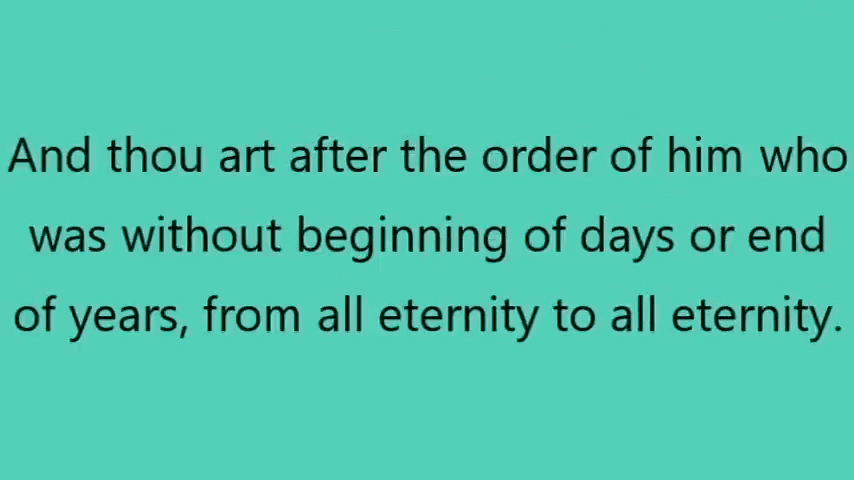 And thou art after the order of him who
was without beginning of days or end
of years, from all eternity to all eternity.